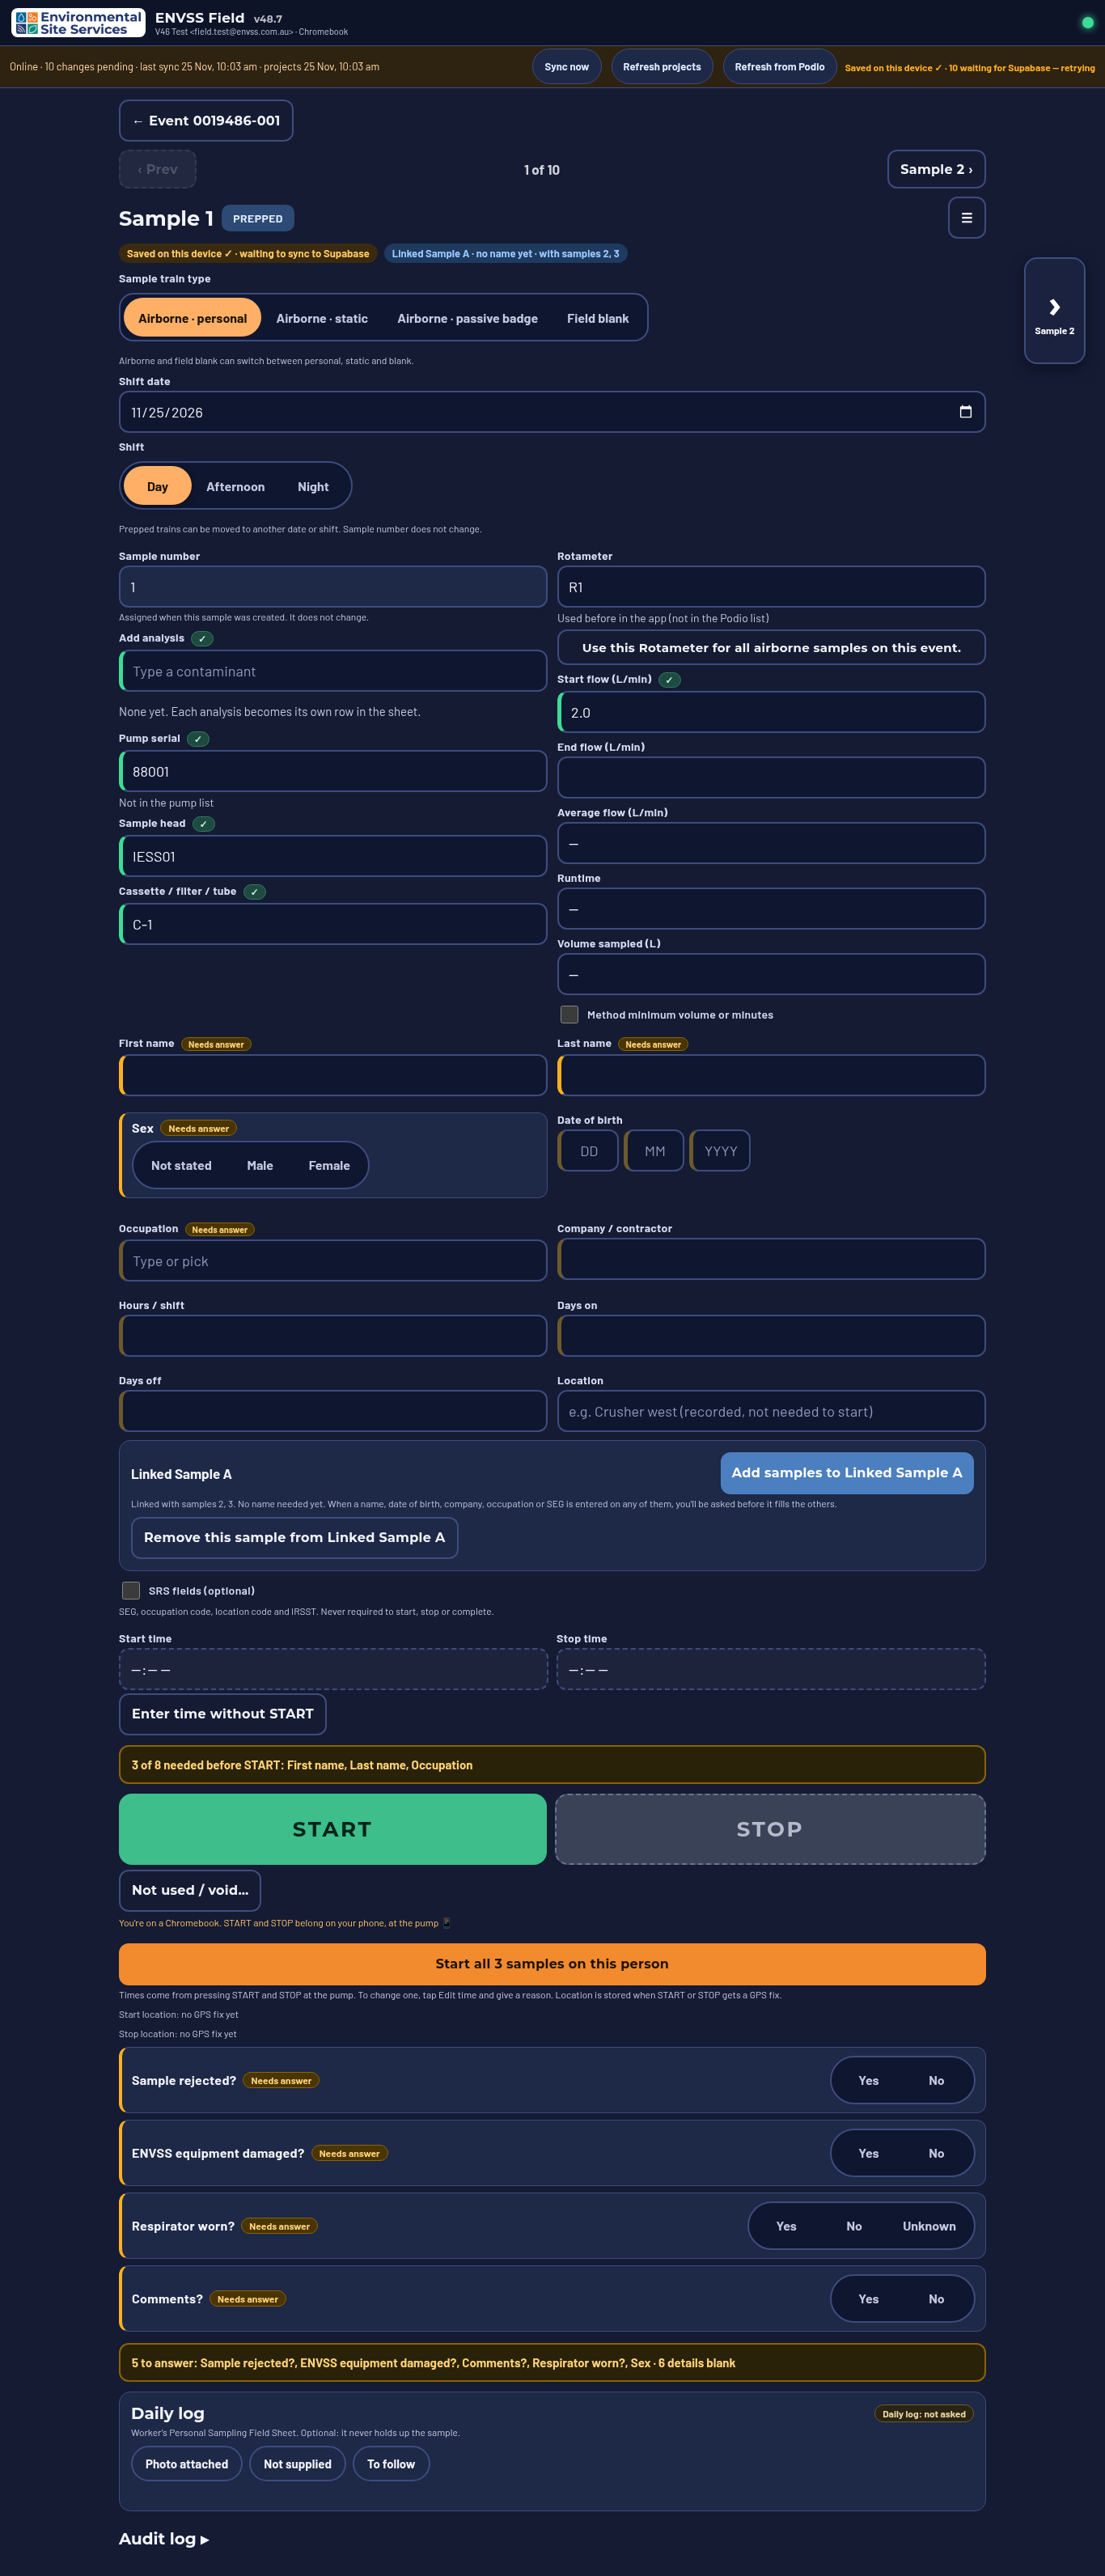 Environmental
Site Services
ENVSS Field v48.7
V46 Test <field.test@envss.com.au> · Chromebook
Online · 10 changes pending · last sync 25 Nov, 10:03 am · projects 25 Nov, 10:03 am
Sync now
Refresh projects
Refresh from Podio
Saved on this device ✓ · 10 waiting for Supabase — retrying
← Event 0019486-001
‹ Prev
1 of 10
Sample 2 ›
Sample 1 PREPPED
☰
Saved on this device ✓ · waiting to sync to Supabase
Linked Sample A · no name yet · with samples 2, 3
›
Sample 2
Sample train type
Airborne · personal
Airborne · static
Airborne · passive badge
Field blank
Airborne and field blank can switch between personal, static and blank.
Shift date
11/25/2026
Shift
Day
Afternoon
Night
Prepped trains can be moved to another date or shift. Sample number does not change.
Sample number
1
Assigned when this sample was created. It does not change.
Add analysis ✓
Type a contaminant
None yet. Each analysis becomes its own row in the sheet.
Pump serial ✓
88001
Not in the pump list
Sample head ✓
IESS01
Cassette / filter / tube ✓
C-1
Rotameter
R1
Used before in the app (not in the Podio list)
Use this Rotameter for all airborne samples on this event.
Start flow (L/min) ✓
2.0
End flow (L/min)
Average flow (L/min)
—
Runtime
—
Volume sampled (L)
—
Method minimum volume or minutes
First name Needs answer
Last name Needs answer
Sex Needs answer
Not stated
Male
Female
Date of birth
DD
MM
YYYY
Occupation Needs answer
Type or pick
Company / contractor
Hours / shift
Days on
Days off
Location
e.g. Crusher west (recorded, not needed to start)
Linked Sample A
Add samples to Linked Sample A
Linked with samples 2, 3. No name needed yet. When a name, date of birth, company, occupation or SEG is entered on any of them, you'll be asked before it fills the others.
Remove this sample from Linked Sample A
SRS fields (optional)
SEG, occupation code, location code and IRSST. Never required to start, stop or complete.
Start time
—:— —
Stop time
—:— —
Enter time without START
3 of 8 needed before START: First name, Last name, Occupation
START
STOP
Not used / void...
You're on a Chromebook. START and STOP belong on your phone, at the pump 📱
Start all 3 samples on this person
Times come from pressing START and STOP at the pump. To change one, tap Edit time and give a reason. Location is stored when START or STOP gets a GPS fix.
Start location: no GPS fix yet
Stop location: no GPS fix yet
Sample rejected? Needs answer
Yes
No
ENVSS equipment damaged? Needs answer
Yes
No
Respirator worn? Needs answer
Yes
No
Unknown
Comments? Needs answer
Yes
No
5 to answer: Sample rejected?, ENVSS equipment damaged?, Comments?, Respirator worn?, Sex · 6 details blank
Daily log
Daily log: not asked
Worker's Personal Sampling Field Sheet. Optional: it never holds up the sample.
Photo attached
Not supplied
To follow
Audit log ▸